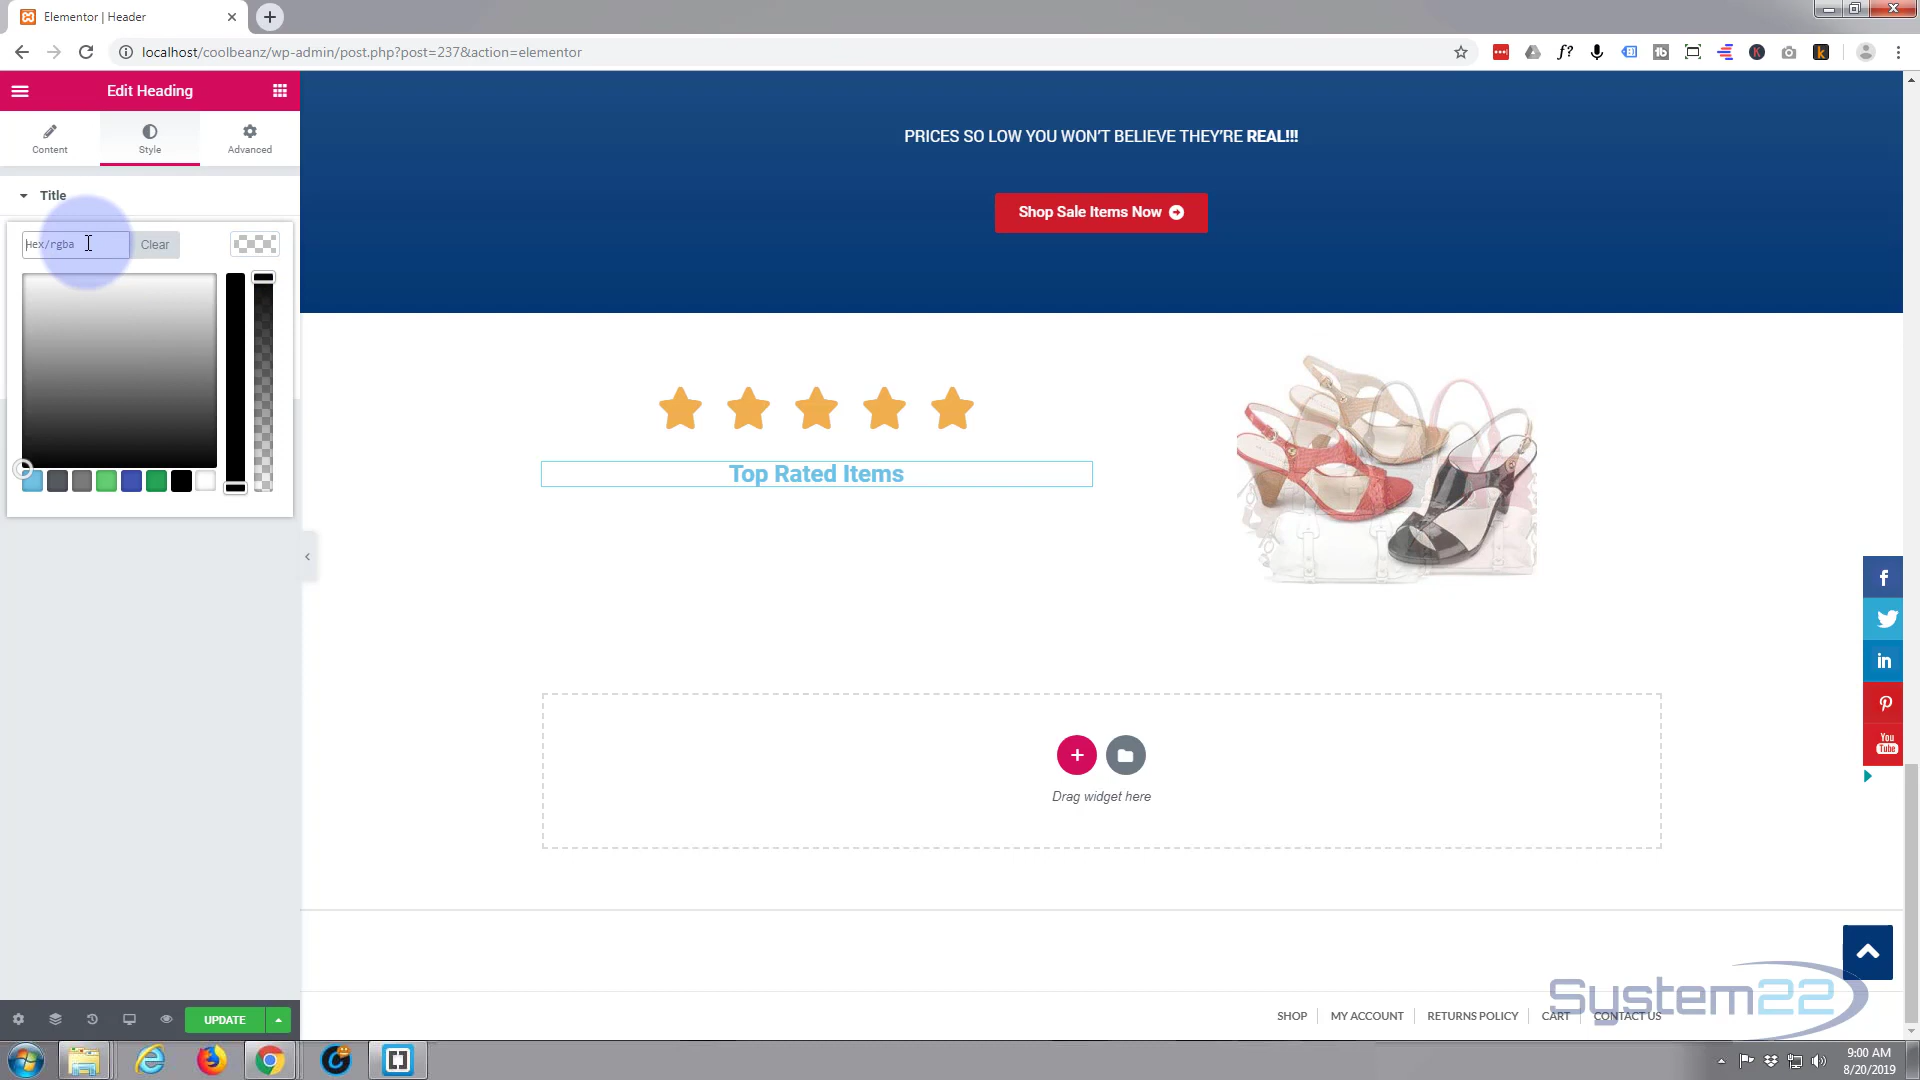 Elementor | Header
localhost/coolbeanz/wp-admin/post.php?post=237&action=elementor
Edit Heading
Content
Style
Advanced
Title
Hex/rgba
Clear
PRICES SO LOW YOU WON'T BELIEVE THEY'RE REAL!!!
Shop Sale Items Now
Top Rated Items
Drag widget here
You
Tube
SHOP
MY ACCOUNT
RETURNS POLICY
CART
CONTACT US
System22
UPDATE
9:00 AM
8/20/2019